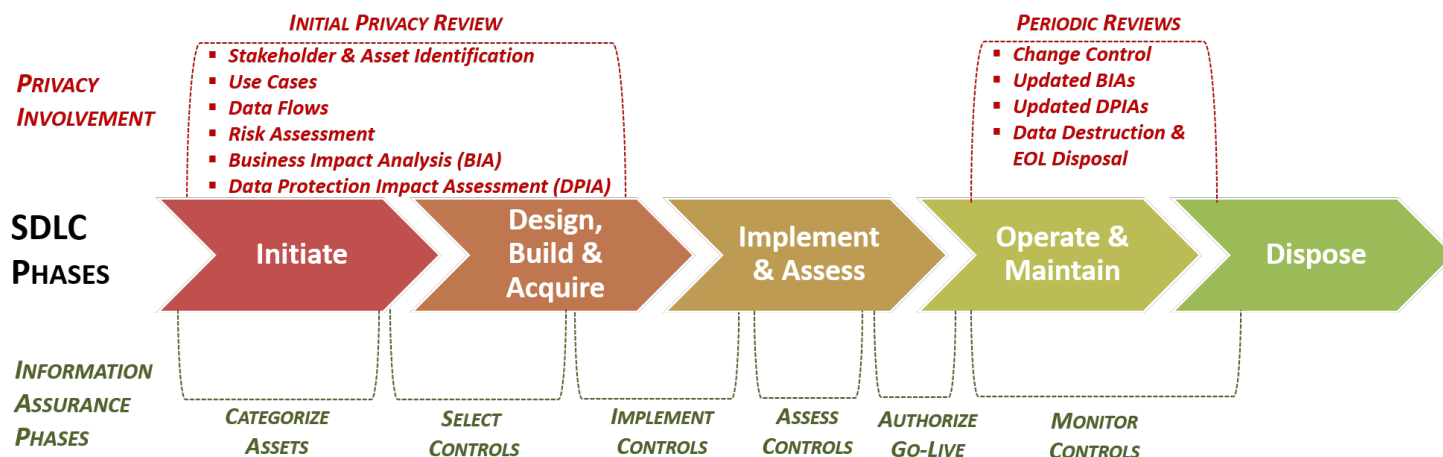 Initial Privacy Review
Periodic Reviews
Privacy
Involvement
▪ Stakeholder & Asset Identification
▪ Use Cases
▪ Data Flows
▪ Risk Assessment
▪ Business Impact Analysis (BIA)
▪ Data Protection Impact Assessment (DPIA)
▪ Change Control
▪ Updated BIAs
▪ Updated DPIAs
▪ Data Destruction &
EOL Disposal
SDLC
Phases
Initiate
Design,
Build &
Acquire
Implement
& Assess
Operate &
Maintain
Dispose
Information
Assurance
Phases
Categorize
Assets
Select
Controls
Implement
Controls
Assess
Controls
Authorize
Go-Live
Monitor
Controls